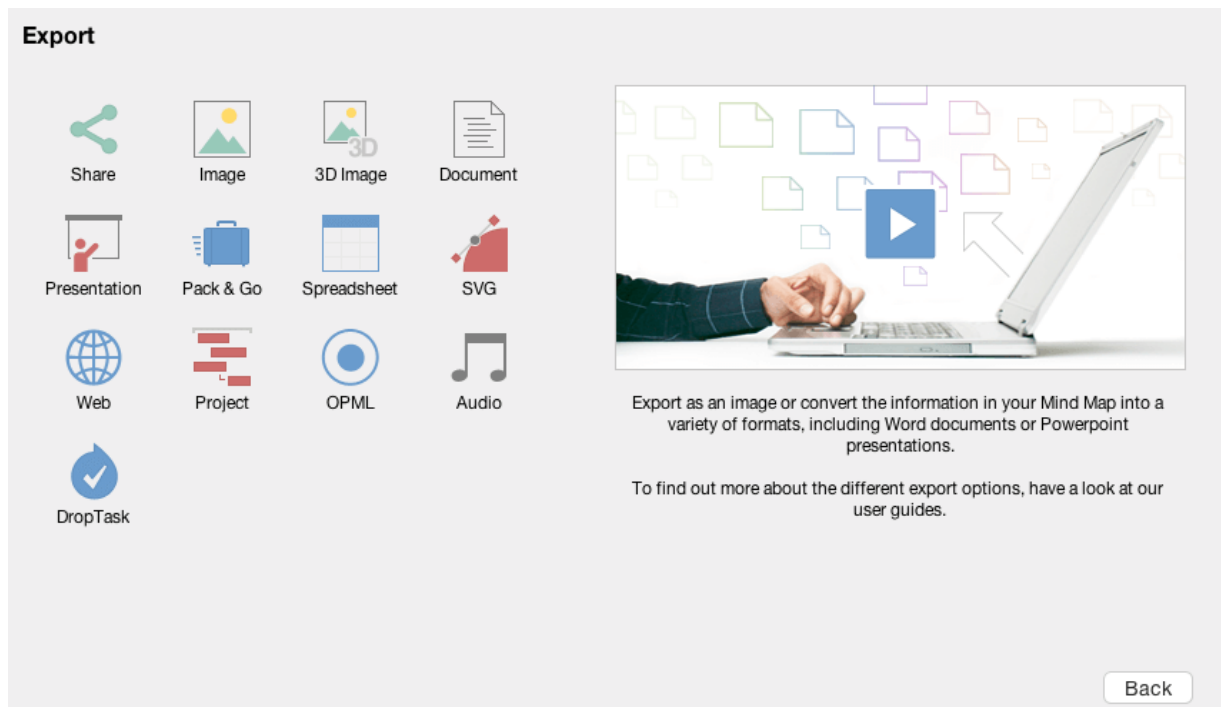 Export
Share
Image
3D
3D Image
Document
Presentation
Pack & Go
Spreadsheet
SVG
Web
Project
OPML
Audio
DropTask
Export as an image or convert the information in your Mind Map into a
variety of formats, including Word documents or Powerpoint
presentations.
To find out more about the different export options, have a look at our
user guides.
Back